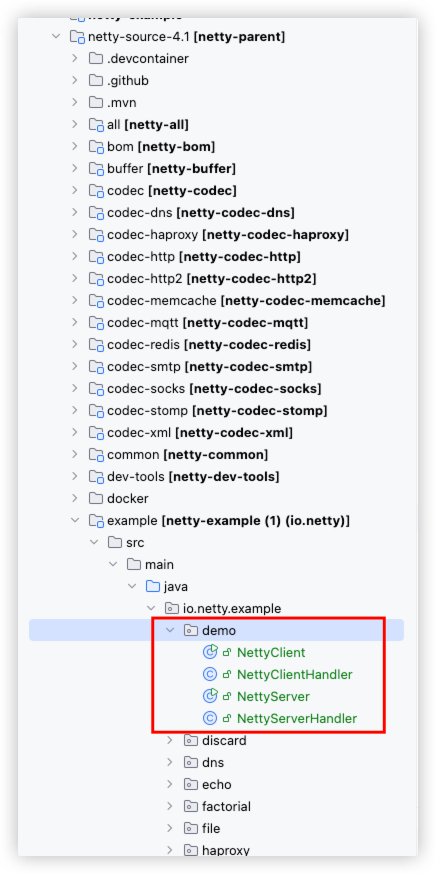 netty-source-4.1 [netty-parent]
.devcontainer
.github
.mvn
all [netty-all]
bom [netty-bom]
buffer [netty-buffer]
codec [netty-codec]
codec-dns [netty-codec-dns]
codec-haproxy [netty-codec-haproxy]
codec-http [netty-codec-http]
codec-http2 [netty-codec-http2]
codec-memcache [netty-codec-memcache]
codec-mqtt [netty-codec-mqtt]
codec-redis [netty-codec-redis]
codec-smtp [netty-codec-smtp]
codec-socks [netty-codec-socks]
codec-stomp [netty-codec-stomp]
codec-xml [netty-codec-xml]
common [netty-common]
dev-tools [netty-dev-tools]
docker
example [netty-example (1) (io.netty)]
src
main
java
io.netty.example
demo
NettyClient
NettyClientHandler
NettyServer
NettyServerHandler
discard
dns
echo
factorial
file
haproxy